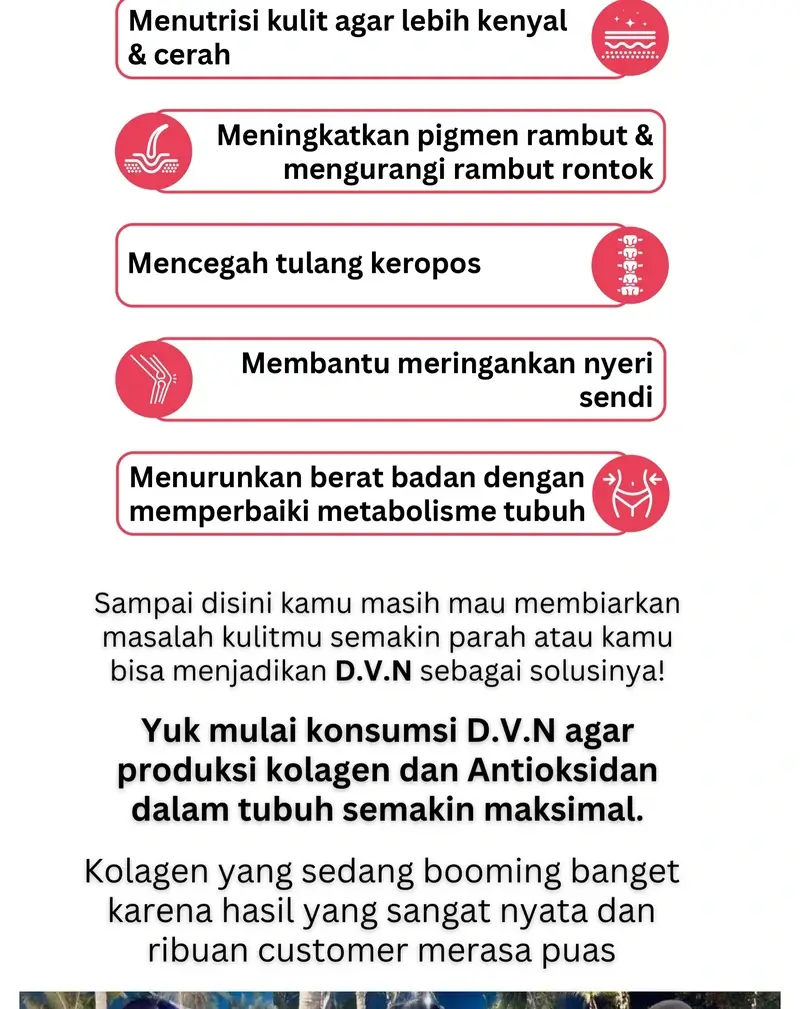 Menutrisi kulit agar lebih kenyal
& cerah
Meningkatkan pigmen rambut &
mengurangi rambut rontok
Mencegah tulang keropos
Membantu meringankan nyeri
sendi
Menurunkan berat badan dengan
memperbaiki metabolisme tubuh
Sampai disini kamu masih mau membiarkan
masalah kulitmu semakin parah atau kamu
bisa menjadikan D.V.N sebagai solusinya!
Yuk mulai konsumsi D.V.N agar
produksi kolagen dan Antioksidan
dalam tubuh semakin maksimal.
Kolagen yang sedang booming banget
karena hasil yang sangat nyata dan
ribuan customer merasa puas